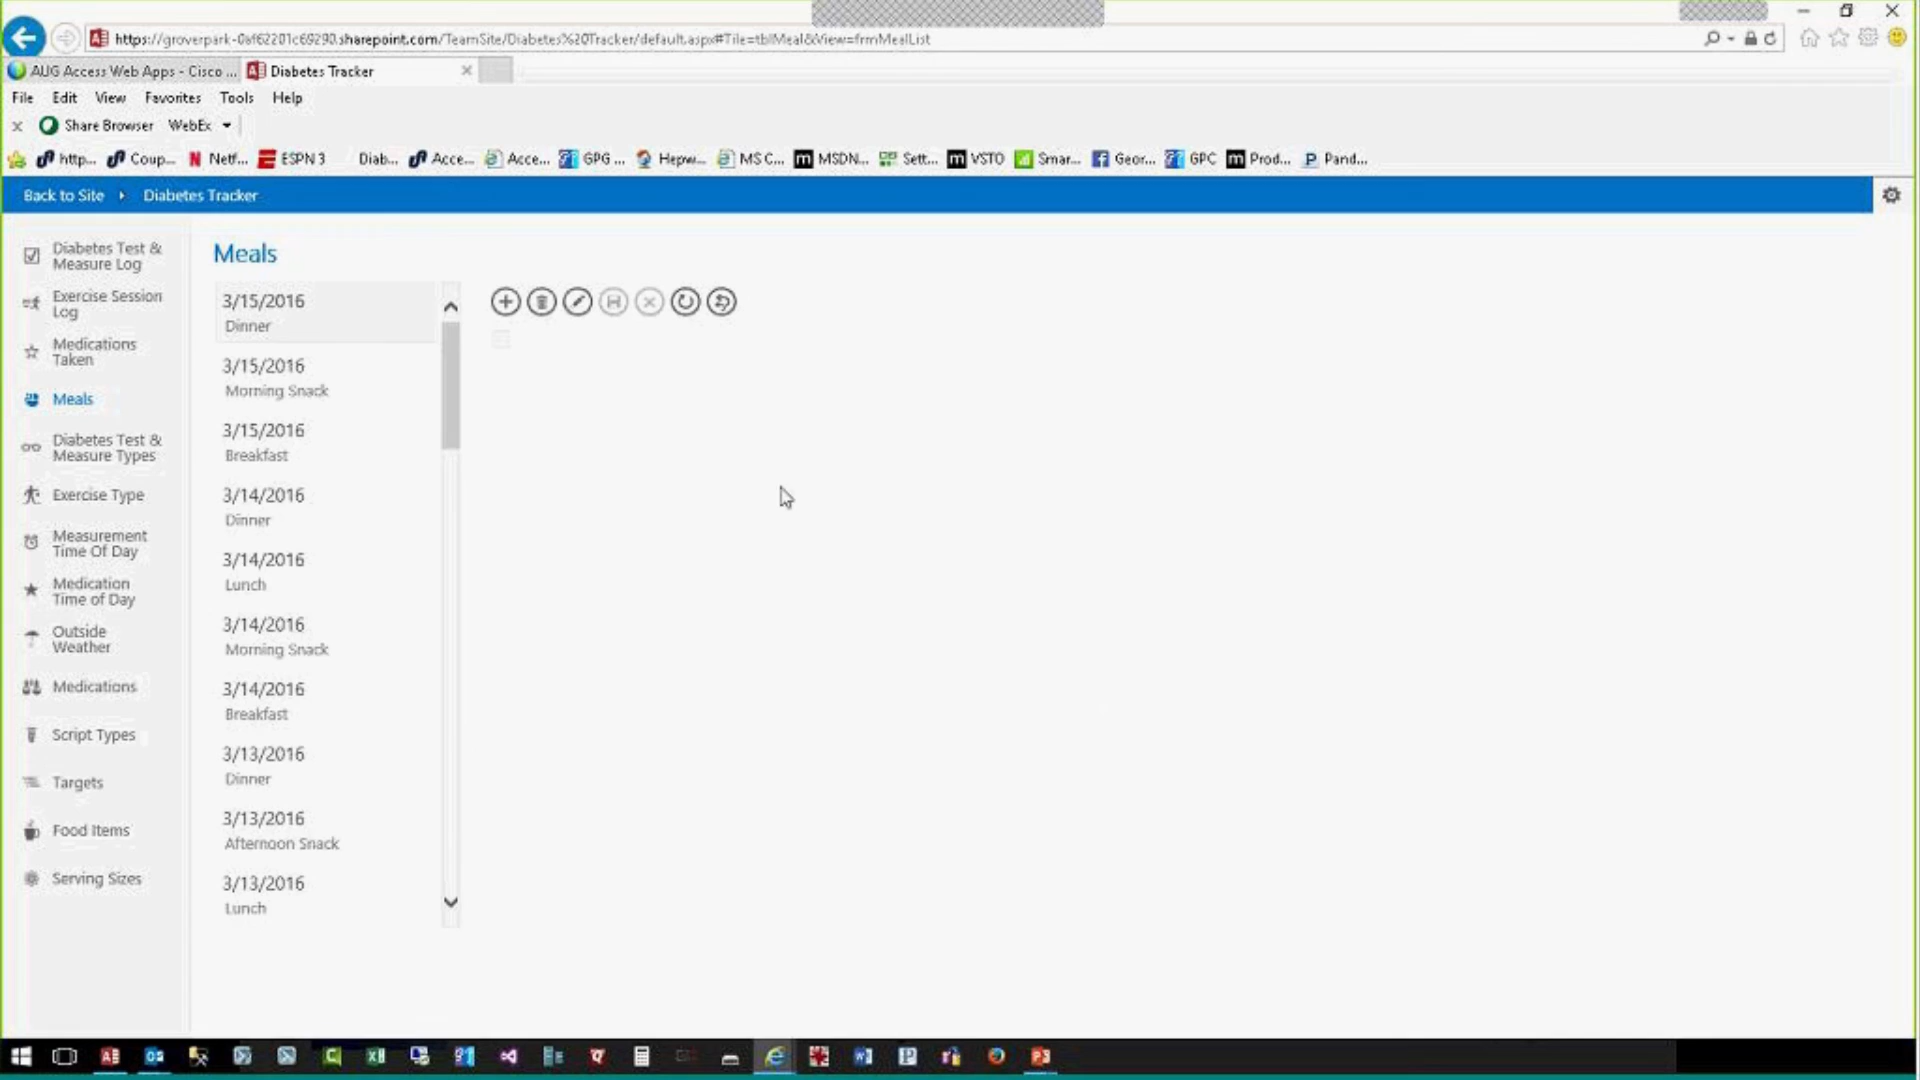 https://groverpark-0af62201c69290.sharepoint.com/TeamSite/Diabetes%20Tracker/default.aspx#Tile=tblMeal&View=frmMealList
AUG Access Web Apps - Cisco ...
Diabetes Tracker
File Edit View Favorites Tools Help
Share Browser WebEx
http... Coup... Netf... ESPN 3 Diab... Acce... Acce... GPG ... Hepw... MS C... MSDN... Sett... VSTO Smar... Geor... GPC Prod... Pand...
Back to Site Diabetes Tracker
Diabetes Test &
Measure Log
Exercise Session
Log
Medications
Taken
Meals
Diabetes Test &
Measure Types
Exercise Type
Measurement
Time Of Day
Medication
Time of Day
Outside
Weather
Medications
Script Types
Targets
Food Items
Serving Sizes
Meals
3/15/2016
Dinner
3/15/2016
Morning Snack
3/15/2016
Breakfast
3/14/2016
Dinner
3/14/2016
Lunch
3/14/2016
Morning Snack
3/14/2016
Breakfast
3/13/2016
Dinner
3/13/2016
Afternoon Snack
3/13/2016
Lunch